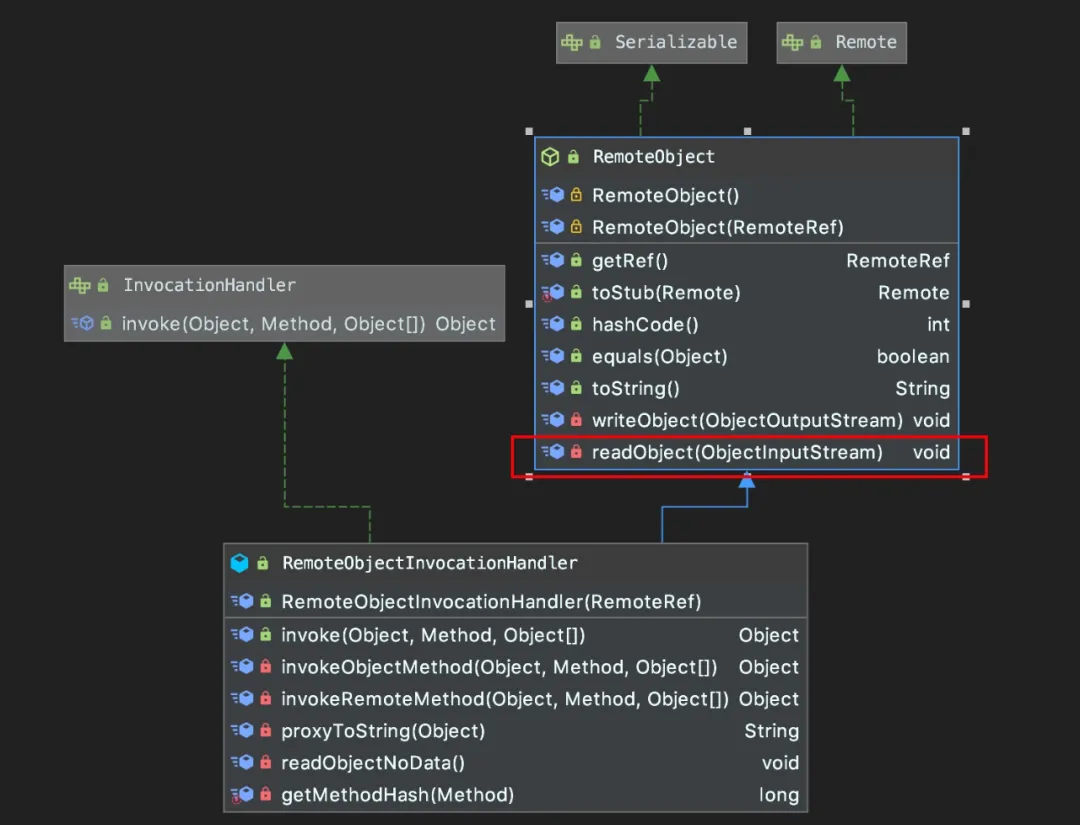 Serializable
Remote
RemoteObject
RemoteObject()
RemoteObject(RemoteRef)
getRef() RemoteRef
toStub(Remote) Remote
hashCode() int
equals(Object) boolean
toString() String
writeObject(ObjectOutputStream) void
readObject(ObjectInputStream) void
InvocationHandler
invoke(Object, Method, Object[]) Object
RemoteObjectInvocationHandler
RemoteObjectInvocationHandler(RemoteRef)
invoke(Object, Method, Object[]) Object
invokeObjectMethod(Object, Method, Object[]) Object
invokeRemoteMethod(Object, Method, Object[]) Object
proxyToString(Object) String
readObjectNoData() void
getMethodHash(Method) long